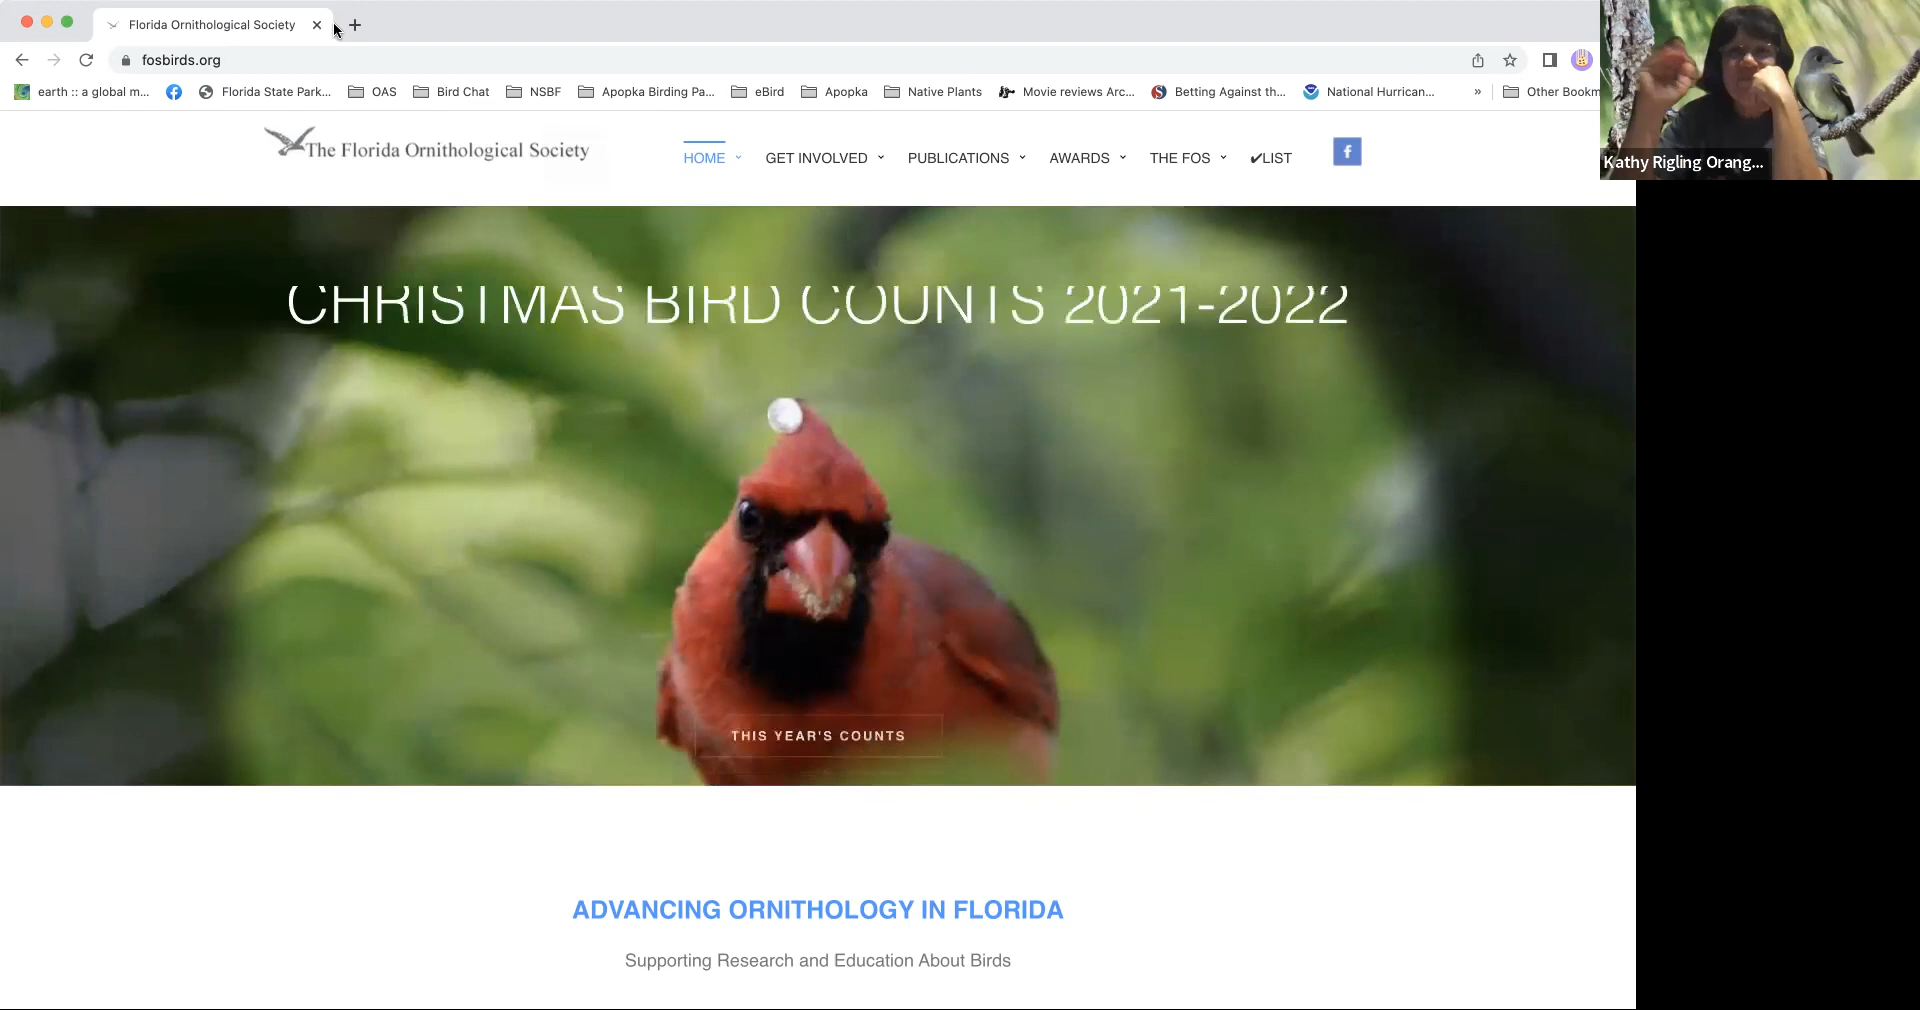 Florida Ornithological Society
fosbirds.org
earth :: a global m... Florida State Park... OAS Bird Chat NSBF Apopka Birding Pa... eBird Apopka Native Plants Movie reviews Arc... Betting Against th... National Hurrican... » Other Bookm
Kathy Rigling Orang...
The Florida Ornithological Society
HOME GET INVOLVED PUBLICATIONS AWARDS THE FOS ✔LIST f
CHRISTMAS BIRD COUNTS 2021-2022
THIS YEAR'S COUNTS
ADVANCING ORNITHOLOGY IN FLORIDA
Supporting Research and Education About Birds